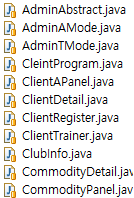 AdminAbstract.java
AdminAMode.java
AdminTMode.java
CleintProgram.java
ClientAPanel.java
ClientDetail.java
ClientRegister.java
ClientTrainer.java
ClubInfo.java
CommodityDetail.java
CommodityPanel.java